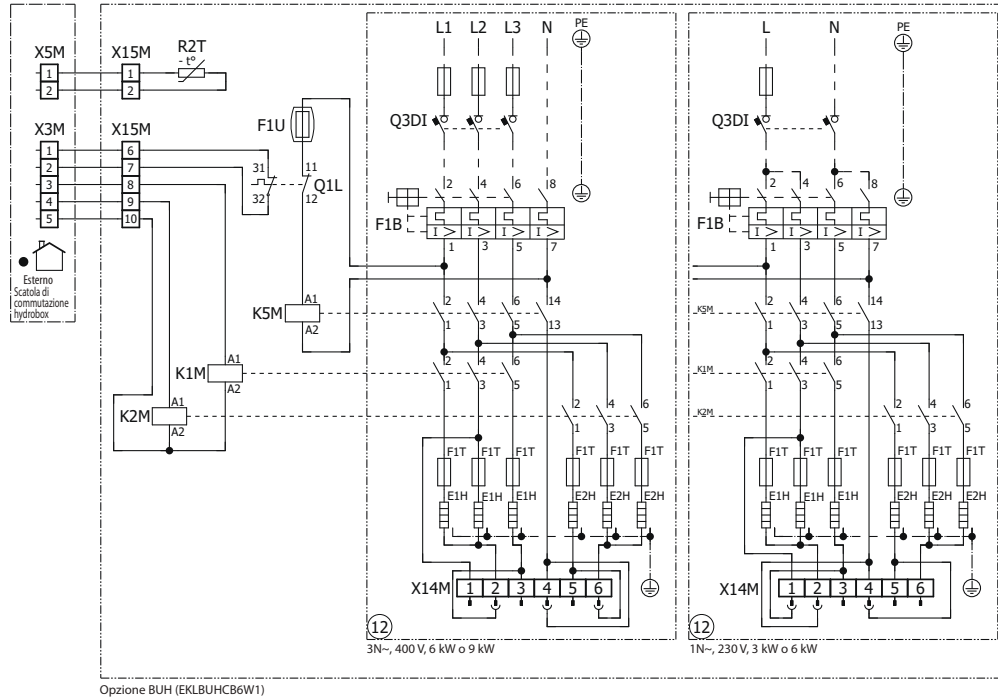 L1 L2 L3 N PE
L N PE
X5M X15M R2T
- t°
1 1
2 2
F1U
Q3DI
Q3DI
X3M X15M
1 6
2 7
3 8
4 9
5 10
31
32
11
12
Q1L
2 4 6 8
F1B
I > I > I > I >
1 3 5 7
2 4 6 8
F1B
I > I > I > I >
1 3 5 7
Esterno
Scatola di
commutazione
hydrobox
K5M A1
A2
2 4 6 14
1 3 5 13
K5M
2 4 6 14
1 3 5 13
K1M A1
A2
2 4 6
1 3 5
K1M
2 4 6
1 3 5
K2M A1
A2
2 4 6
1 3 5
K2M
2 4 6
1 3 5
F1T F1T F1T F1T F1T F1T
F1T F1T F1T F1T F1T F1T
E1H E1H E1H E2H E2H E2H
E1H E1H E1H E2H E2H E2H
X14M 1 2 3 4 5 6
X14M 1 2 3 4 5 6
12
3N~, 400 V, 6 kW o 9 kW
12
1N~, 230 V, 3 kW o 6 kW
Opzione BUH (EKLBUHCB6W1)